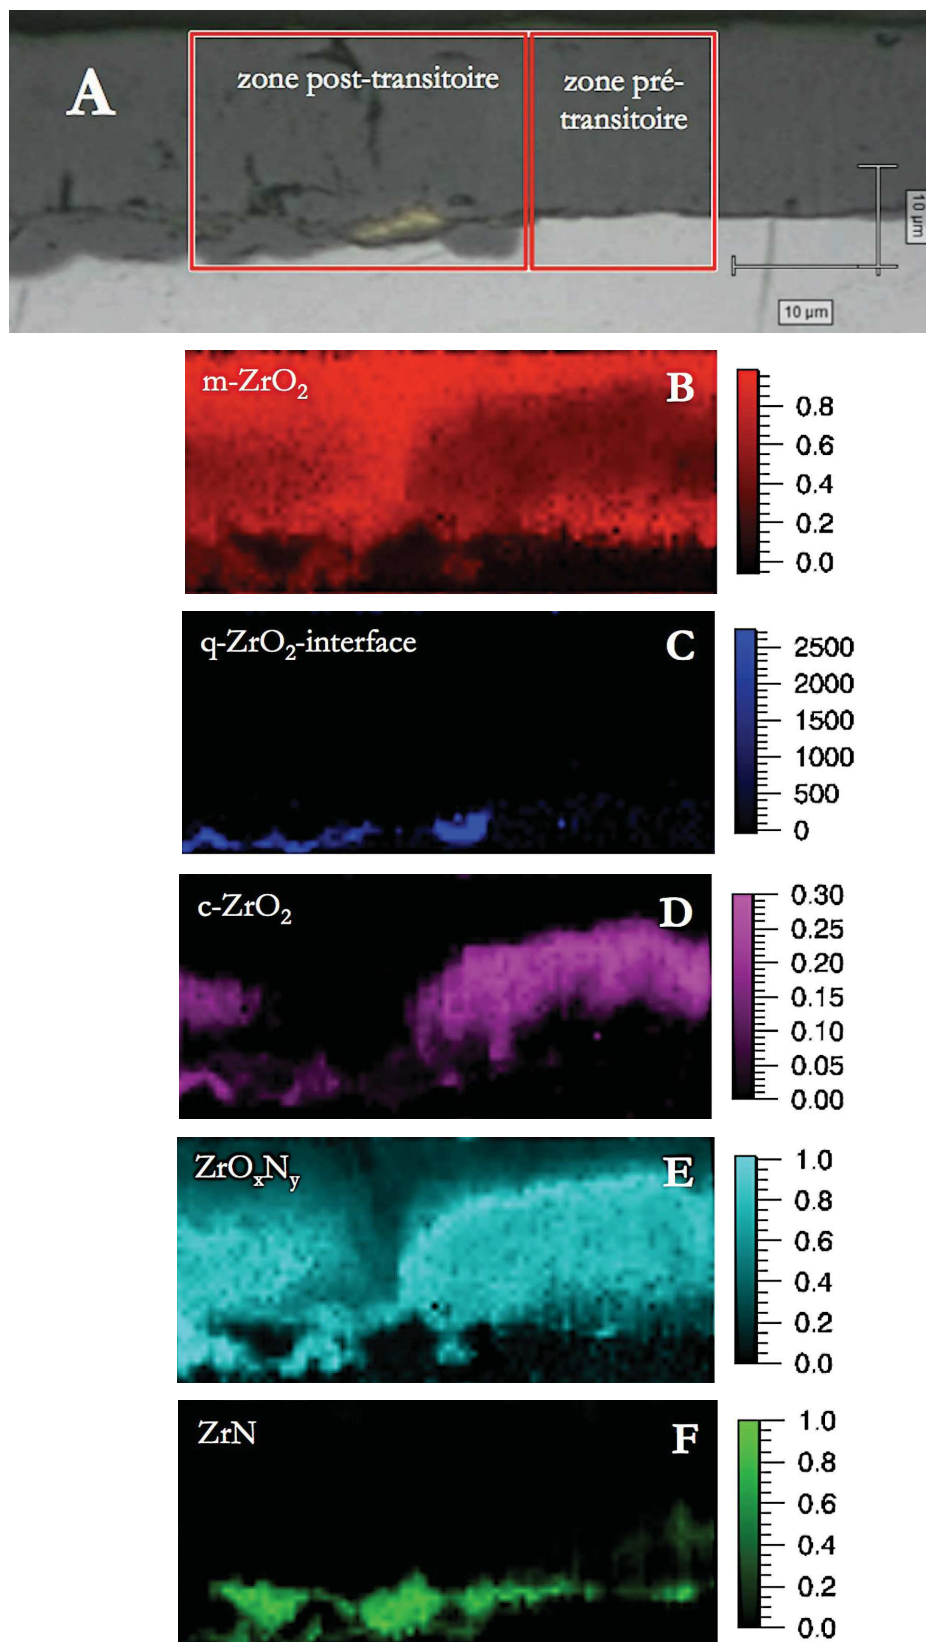 A
zone post-transitoire
zone pré-
transitoire
10 µm
10 µm
m-ZrO₂
B
0.8
0.6
0.4
0.2
0.0
q-ZrO₂-interface
C
2500
2000
1500
1000
500
0
c-ZrO₂
D
0.30
0.25
0.20
0.15
0.10
0.05
0.00
ZrOₓNᵧ
E
1.0
0.8
0.6
0.4
0.2
0.0
ZrN
F
1.0
0.8
0.6
0.4
0.2
0.0